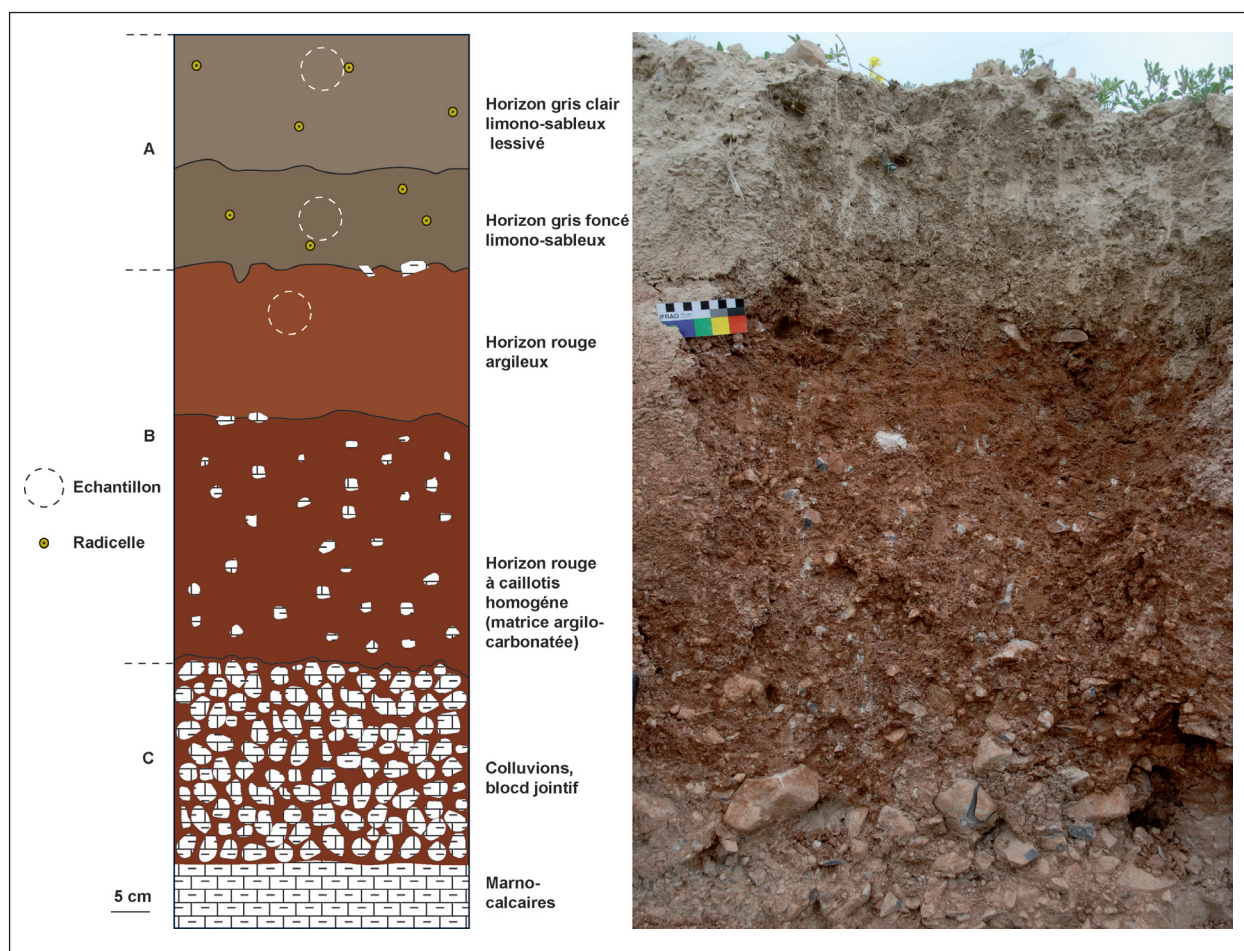 A
Horizon gris clair
limono-sableux
lessivé
Horizon gris foncé
limono-sableux
Horizon rouge
argileux
B
Echantillon
Radicelle
Horizon rouge
à caillotis
homogéne
(matrice argilo-
carbonatée)
C
Colluvions,
blocd jointif
5 cm
Marno-
calcaires
IFRAO